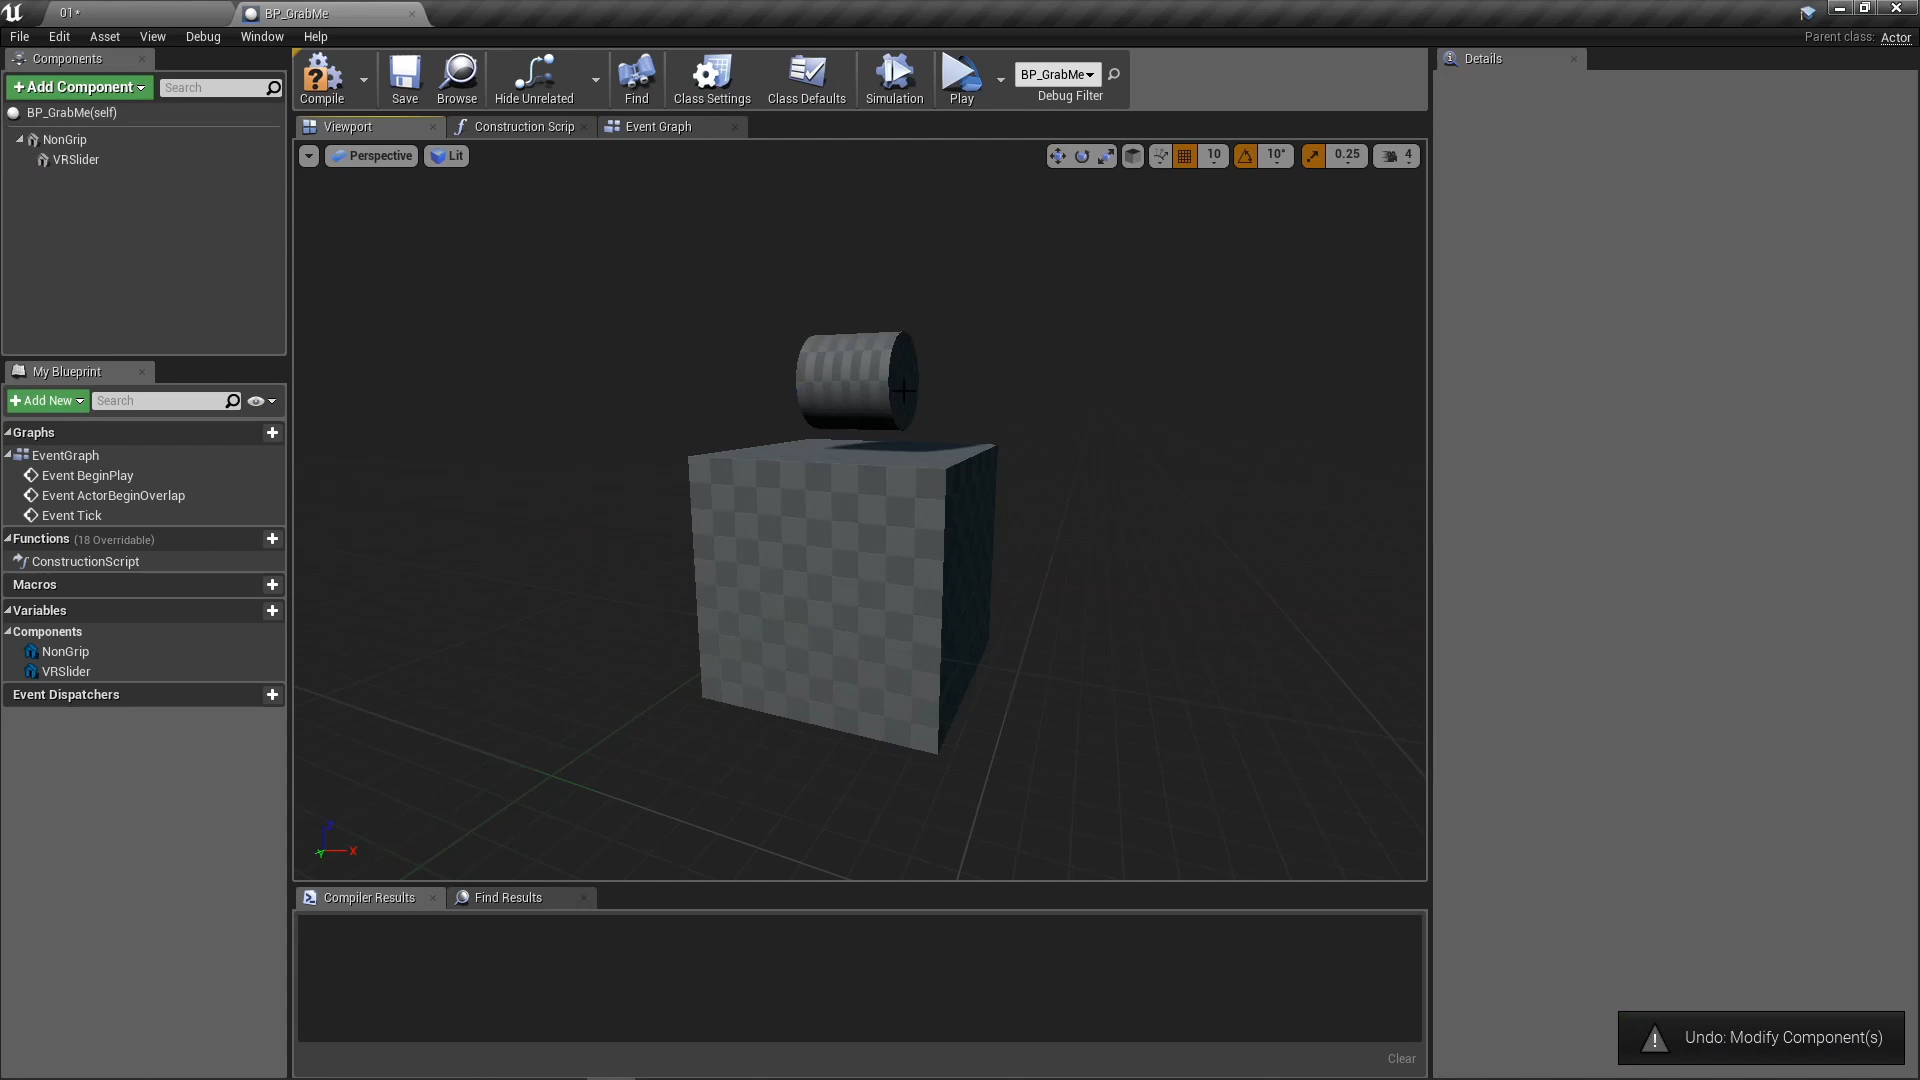 01*
BP_GrabMe
File Edit Asset View Debug Window Help
Parent class: Actor
Components
+Add Component
Search
BP_GrabMe(self)
NonGrip
VRSlider
Compile
Save
Browse
Hide Unrelated
Find
Class Settings
Class Defaults
Simulation
Play
BP_GrabMe
Debug Filter
Details
Viewport
Construction Scrip
Event Graph
Perspective
Lit
10
10°
0.25
4
My Blueprint
+Add New
Search
Graphs
EventGraph
Event BeginPlay
Event ActorBeginOverlap
Event Tick
Functions (18 Overridable)
ConstructionScript
Macros
Variables
Components
NonGrip
VRSlider
Event Dispatchers
Z
Y
X
Compiler Results
Find Results
Clear
Undo: Modify Component(s)